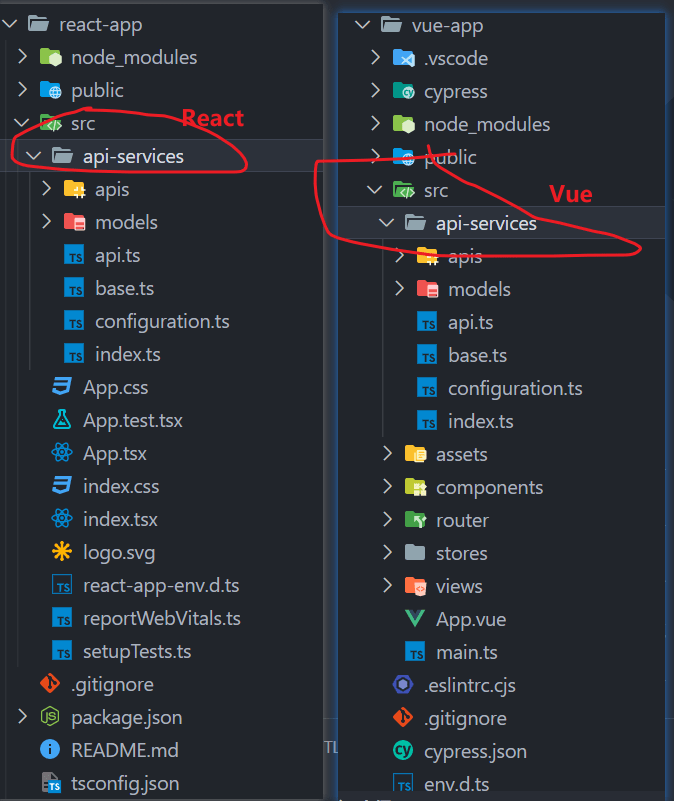 react-app
node_modules
public
src
React
api-services
apis
models
api.ts
base.ts
configuration.ts
index.ts
App.css
App.test.tsx
App.tsx
index.css
index.tsx
logo.svg
react-app-env.d.ts
reportWebVitals.ts
setupTests.ts
.gitignore
package.json
README.md
tsconfig.json
TL
vue-app
.vscode
cypress
node_modules
public
src
Vue
api-services
apis
models
api.ts
base.ts
configuration.ts
index.ts
assets
components
router
stores
views
App.vue
main.ts
.eslintrc.cjs
.gitignore
cypress.json
env.d.ts